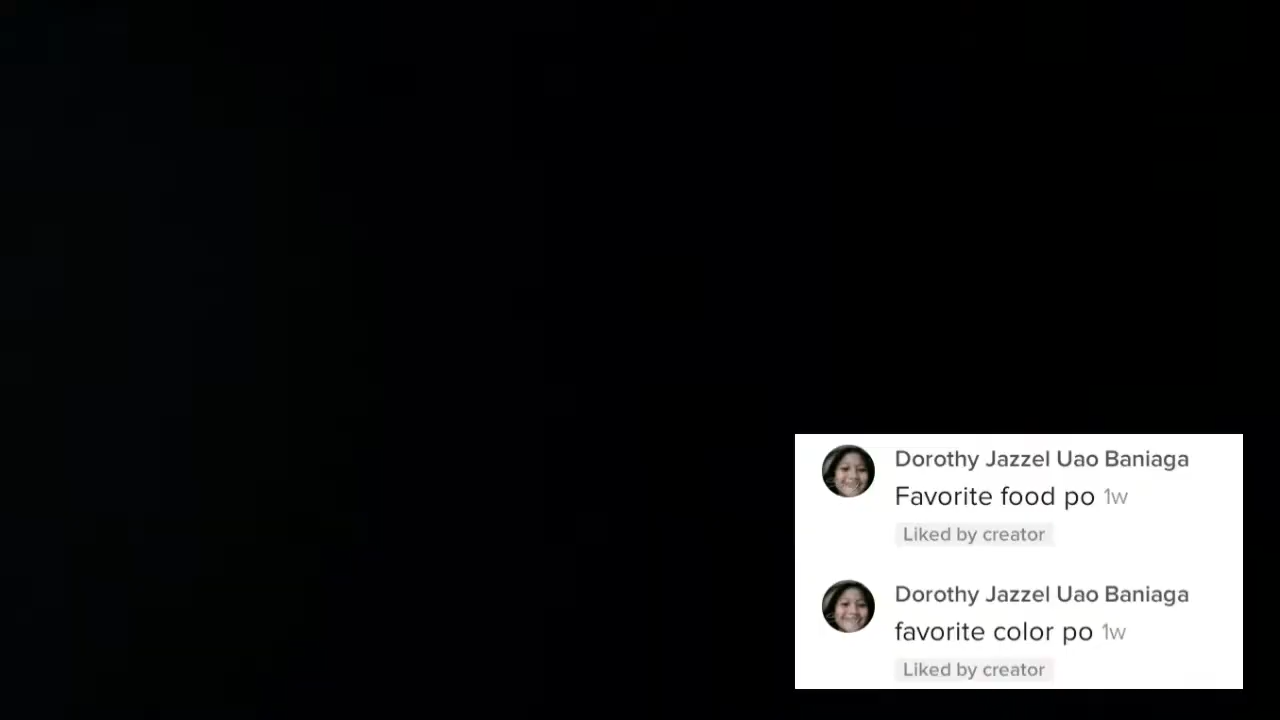 Dorothy Jazzel Uao Baniaga
Favorite food po 1w
Liked by creator
Dorothy Jazzel Uao Baniaga
favorite color po 1w
Liked by creator